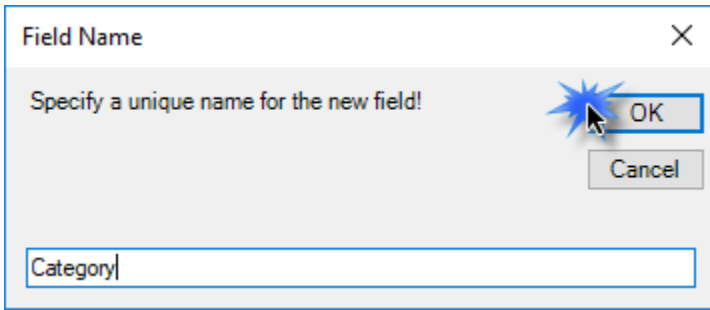 Field Name
Specify a unique name for the new field!
OK
Cancel
Category